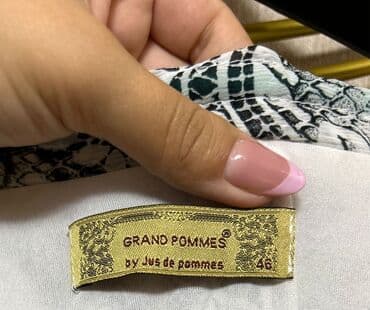 GRAND POMMES®
by Jus de pommes 46